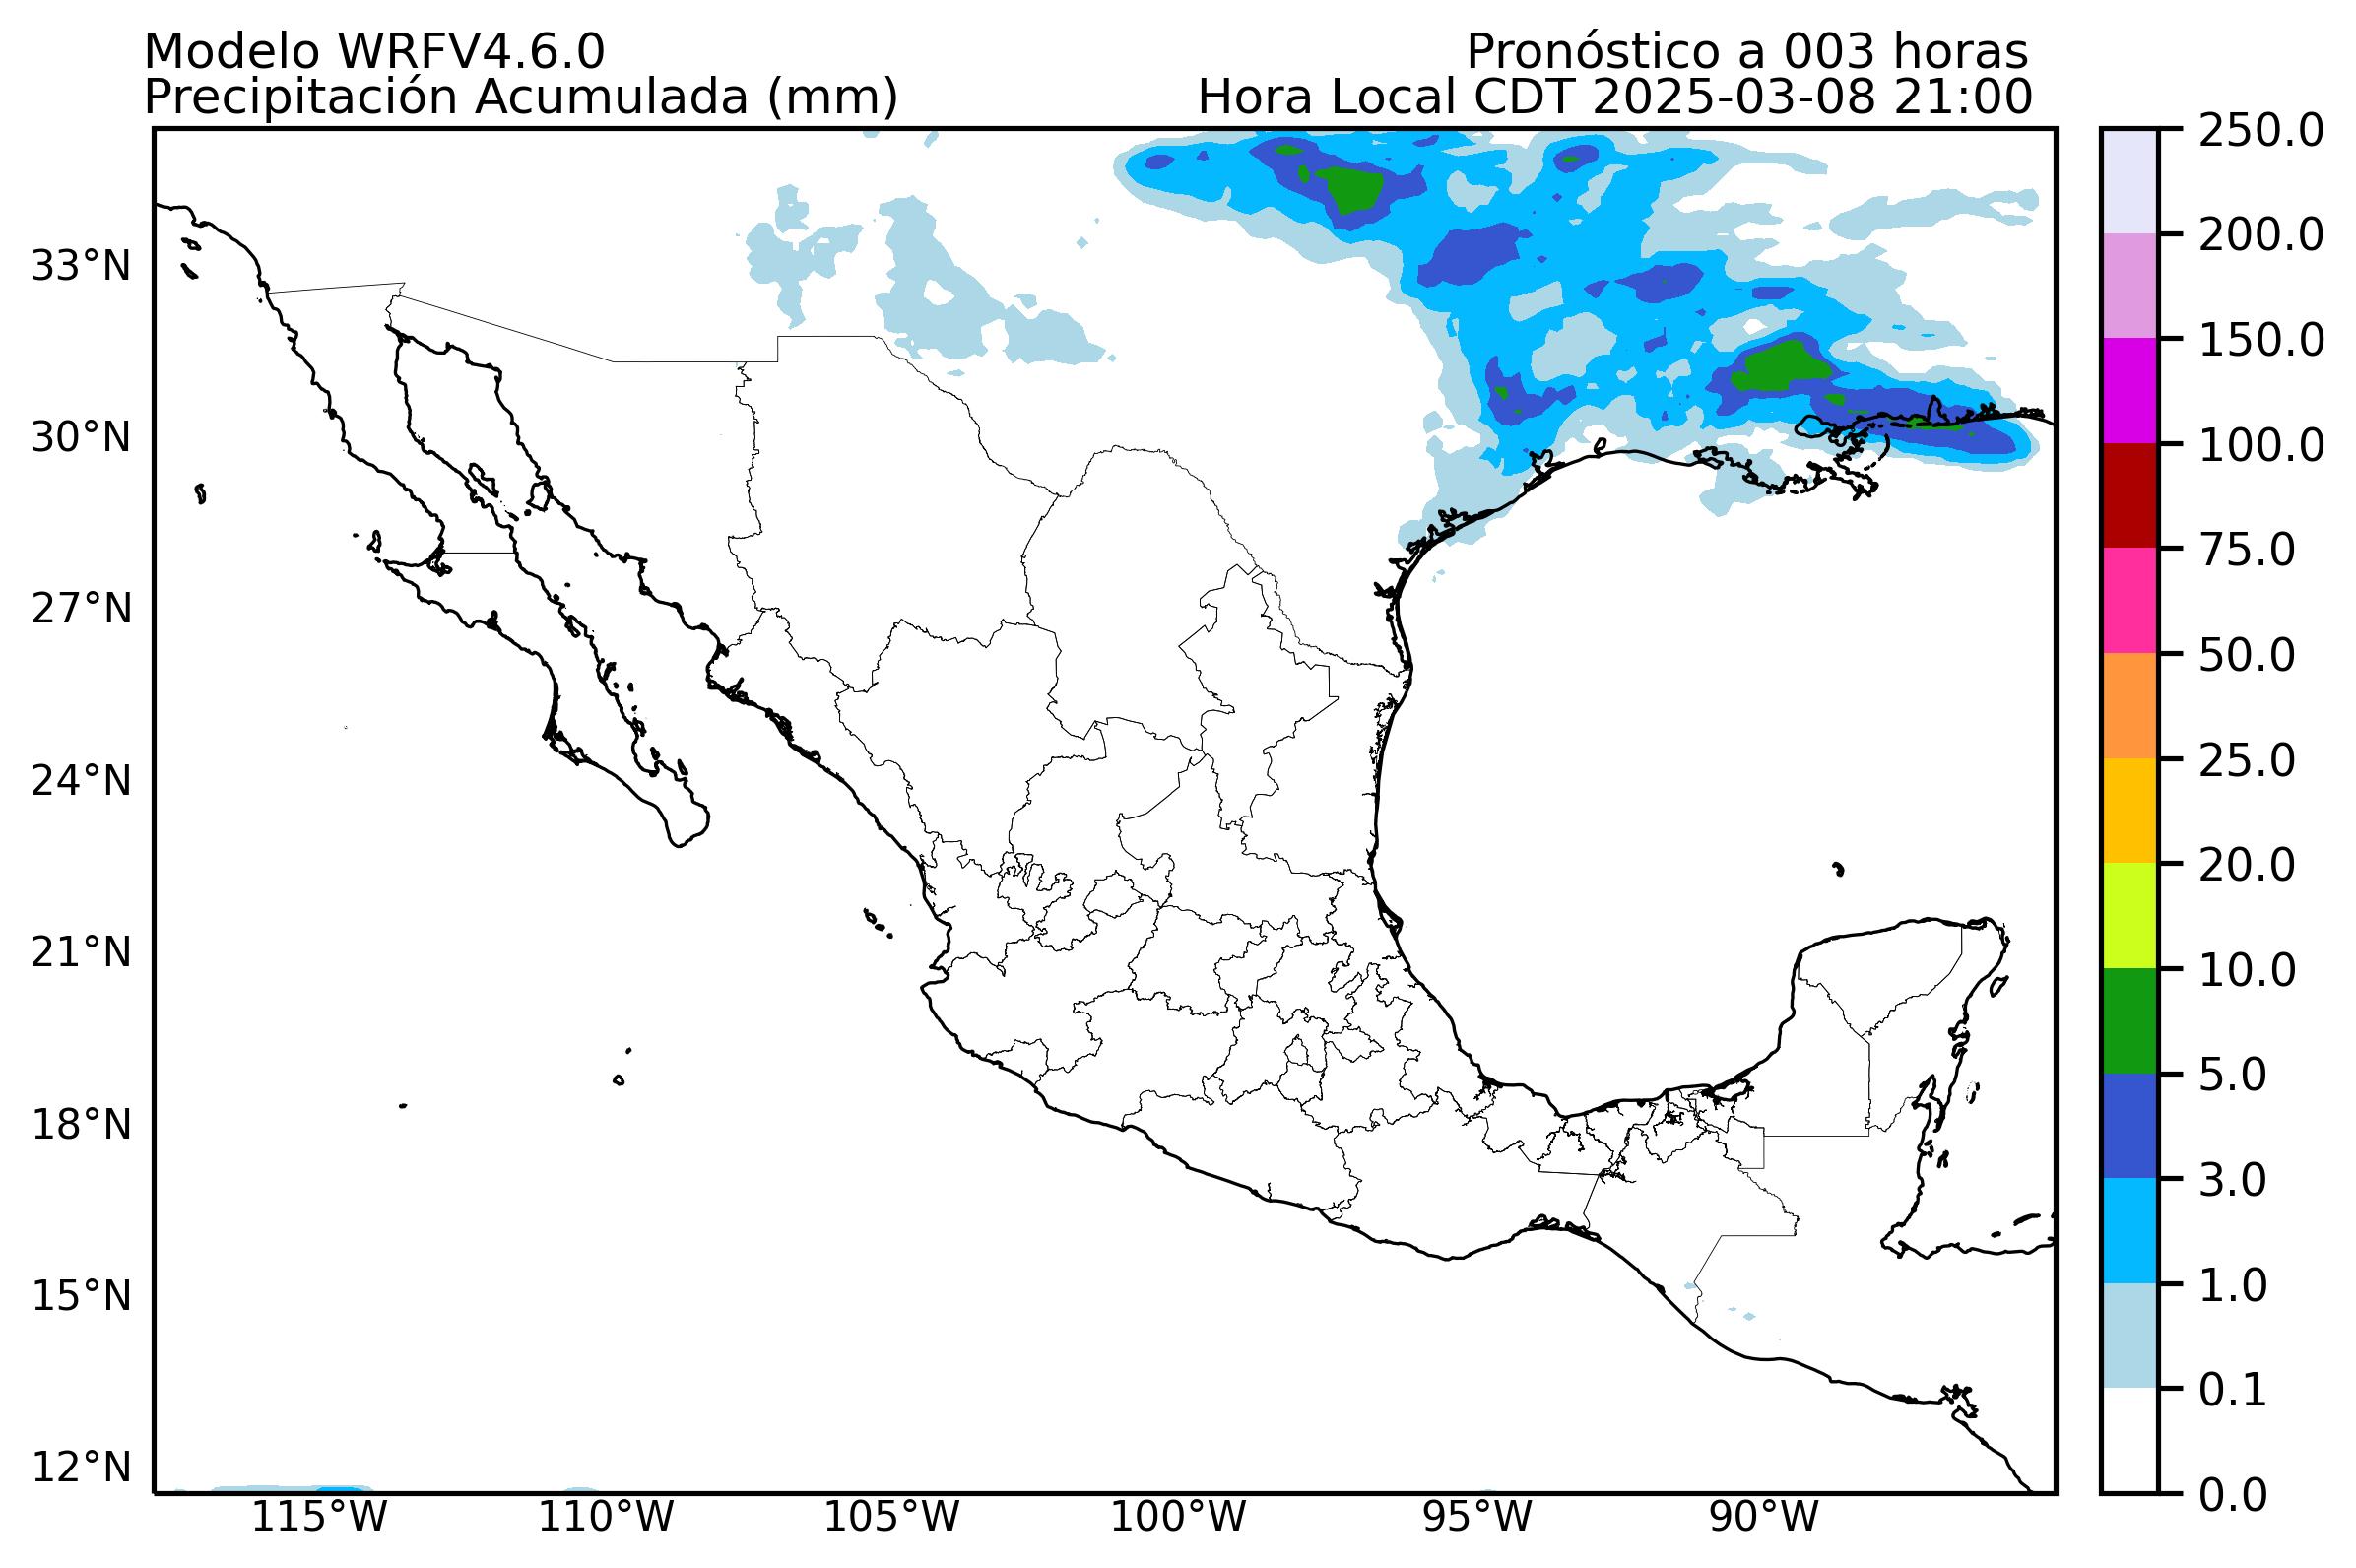 Modelo WRFV4.6.0
Pronóstico a 003 horas
Precipitación Acumulada (mm)
Hora Local CDT 2025-03-08 21:00
33°N
30°N
27°N
24°N
21°N
18°N
15°N
12°N
115°W
110°W
105°W
100°W
95°W
90°W
250.0
200.0
150.0
100.0
75.0
50.0
25.0
20.0
10.0
5.0
3.0
1.0
0.1
0.0